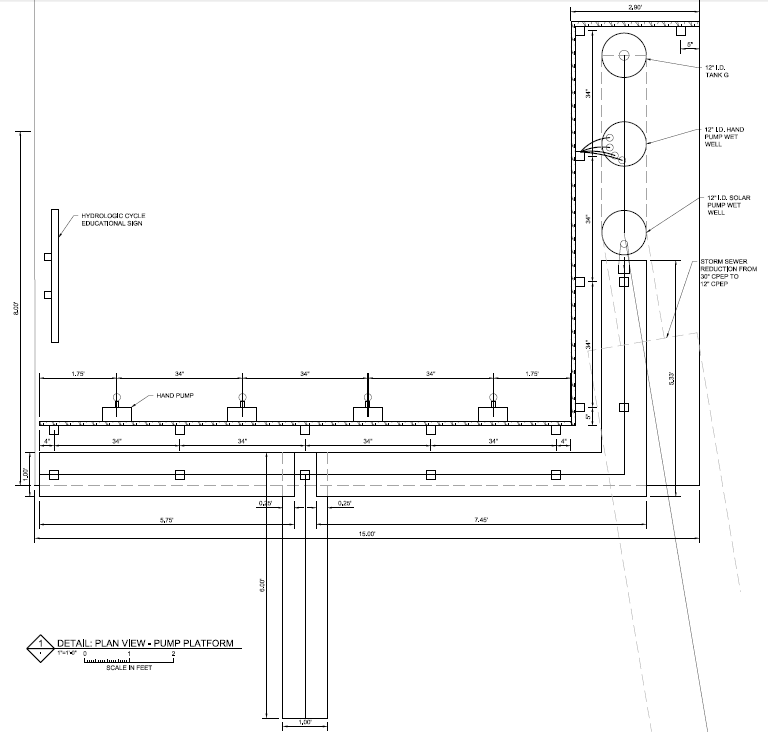 2.90'
5"
12" I.D.
TANK G
34"
12" I.D. HAND
PUMP WET
WELL
8.00'
HYDROLOGIC CYCLE
EDUCATIONAL SIGN
34"
12" I.D. SOLAR
PUMP WET
WELL
STORM SEWER
REDUCTION FROM
30" CPEP TO
12" CPEP
34"
5.33'
1.75'
34"
34"
34"
1.75'
HAND PUMP
5"
4"
34"
34"
34"
34"
4"
1.00'
0.25'
0.25'
5.75'
7.45'
15.00'
6.00'
1
DETAIL: PLAN VIEW - PUMP PLATFORM
1"=1'-0"
0
1
2
SCALE IN FEET
1.00'